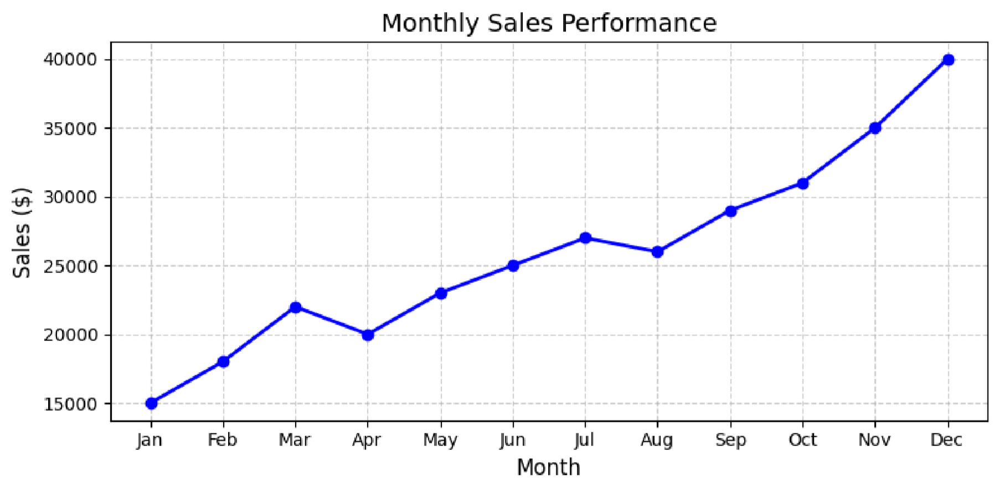 Monthly Sales Performance
40000
35000
30000
25000
20000
15000
Sales ($)
Jan Feb Mar Apr May Jun Jul Aug Sep Oct Nov Dec
Month